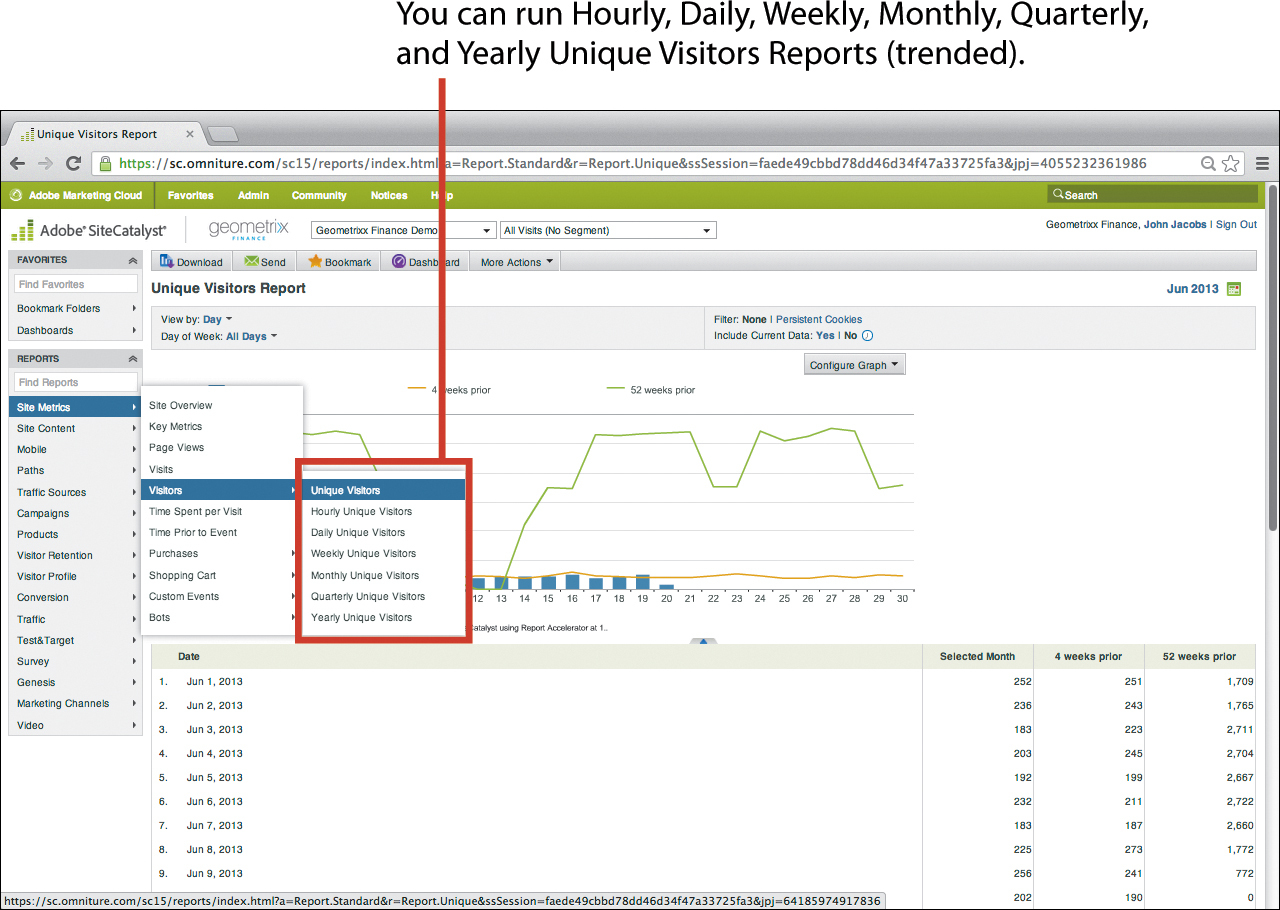 You can run Hourly, Daily, Weekly, Monthly, Quarterly,
and Yearly Unique Visitors Reports (trended).
Unique Visitors Report
https://sc.omniture.com/sc15/reports/index.html?a=Report.Standard&r=Report.Unique&ssSession=faede49cbbd78dd46d34f47a33725fa3&jpj=4055232361986
Adobe Marketing Cloud Favorites Admin Community Notices Help Search
Adobe® SiteCatalyst® geometrixx FINANCE Geometrixx Finance Demo All Visits (No Segment) Geometrixx Finance, John Jacobs | Sign Out
FAVORITES
Find Favorites
Bookmark Folders
Dashboards
Download Send Bookmark Dashboard More Actions
Unique Visitors Report Jun 2013
View by: Day
Day of Week: All Days
Filter: None | Persistent Cookies
Include Current Data: Yes | No
Configure Graph
4 weeks prior 52 weeks prior
REPORTS
Find Reports
Site Metrics
Site Content
Mobile
Paths
Traffic Sources
Campaigns
Products
Visitor Retention
Visitor Profile
Conversion
Traffic
Test&Target
Survey
Genesis
Marketing Channels
Video
Site Overview
Key Metrics
Page Views
Visits
Visitors
Time Spent per Visit
Time Prior to Event
Purchases
Shopping Cart
Custom Events
Bots
Unique Visitors
Hourly Unique Visitors
Daily Unique Visitors
Weekly Unique Visitors
Monthly Unique Visitors
Quarterly Unique Visitors
Yearly Unique Visitors
12 13 14 15 16 17 18 19 20 21 22 23 24 25 26 27 28 29 30
Catalyst using Report Accelerator at 1..
Date Selected Month 4 weeks prior 52 weeks prior
1. Jun 1, 2013 252 251 1,709
2. Jun 2, 2013 236 243 1,765
3. Jun 3, 2013 183 223 2,711
4. Jun 4, 2013 203 245 2,704
5. Jun 5, 2013 192 199 2,667
6. Jun 6, 2013 232 211 2,722
7. Jun 7, 2013 183 187 2,660
8. Jun 8, 2013 225 273 1,772
9. Jun 9, 2013 256 241 772
202 190 0
https://sc.omniture.com/sc15/reports/index.html?a=Report.Standard&r=Report.Unique&ssSession=faede49cbbd78dd46d34f47a33725fa3&jpj=64185974917836